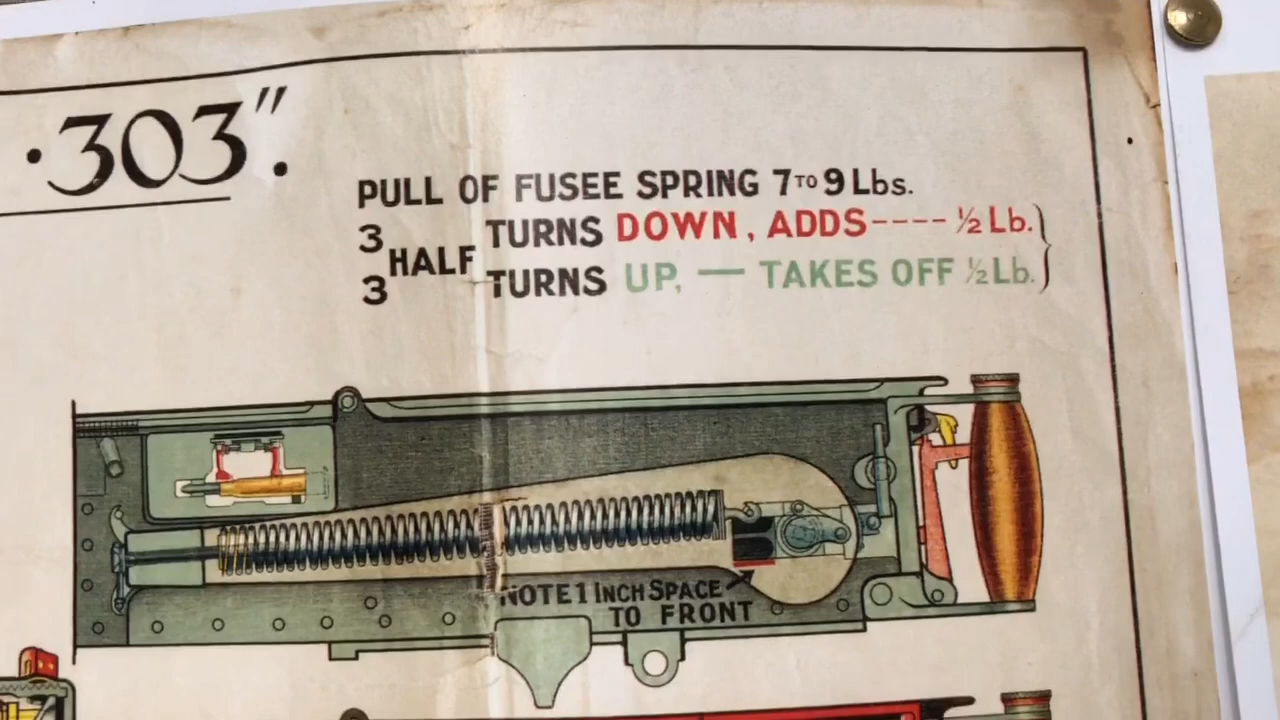 ·303".
PULL OF FUSEE SPRING 7 TO 9 Lbs.
3 HALF TURNS DOWN, ADDS---- ½ Lb.
3 HALF TURNS UP, — TAKES OFF ½ Lb.
NOTE 1 INCH SPACE
TO FRONT